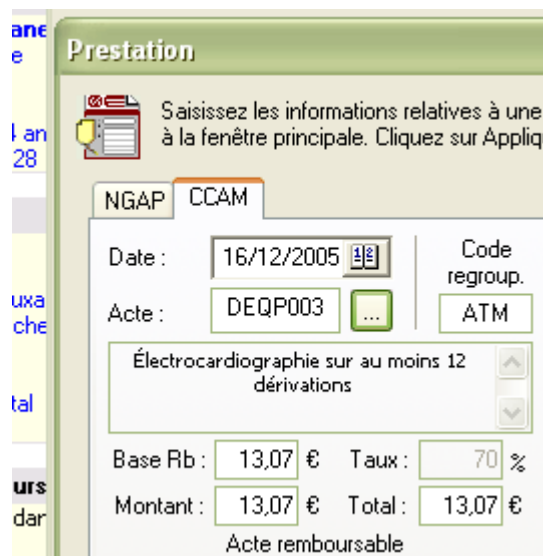 Prestation
Saisissez les informations relatives à une
à la fenêtre principale. Cliquez sur Appliq
NGAP CCAM
Date : 16/12/2005 Code
regroup.
Acte : DEQP003 ... ATM
Électrocardiographie sur au moins 12
dérivations
Base Rb : 13,07 € Taux : 70 %
Montant : 13,07 € Total : 13,07 €
Acte remboursable
ane
e
4 an
28
uxa
che
tal
urs
dan